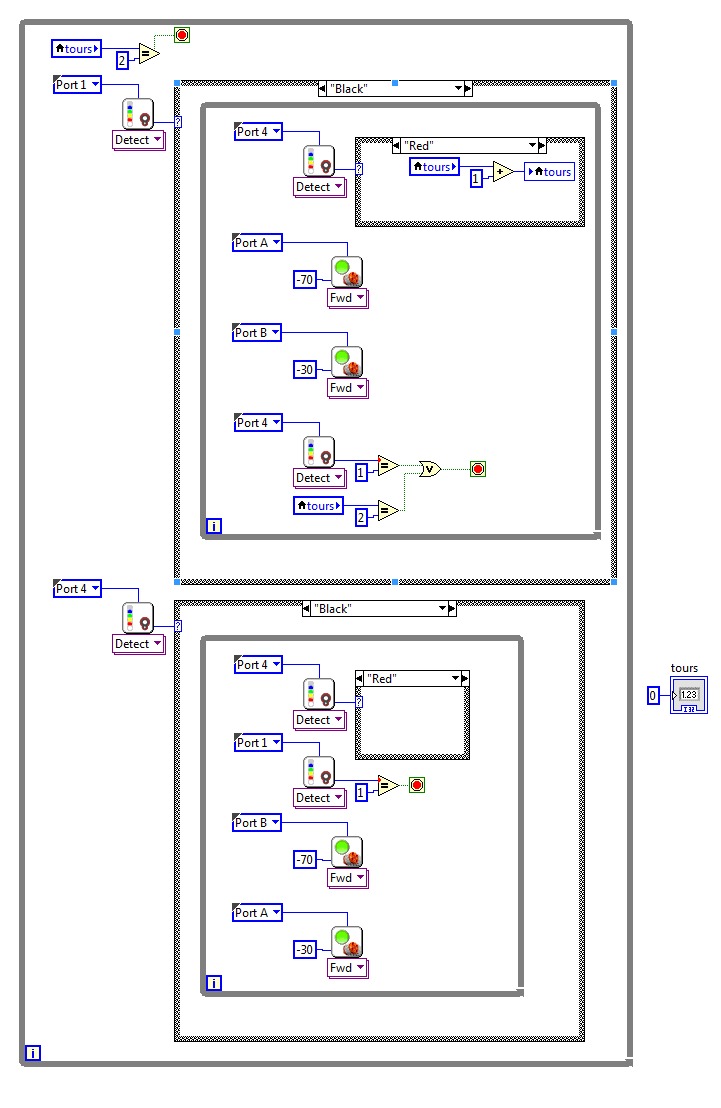 tours
2
=
Port 1
"Black"
?
Detect
Port 4
"Red"
?
Detect
tours
1
+
tours
Port A
-70
Fwd
Port B
-30
Fwd
Port 4
Detect
1
=
V
tours
2
=
i
Port 4
"Black"
?
Detect
Port 4
"Red"
?
Detect
Port 1
Detect
1
=
Port B
-70
Fwd
Port A
-30
Fwd
i
i
tours
0
1.23
I32